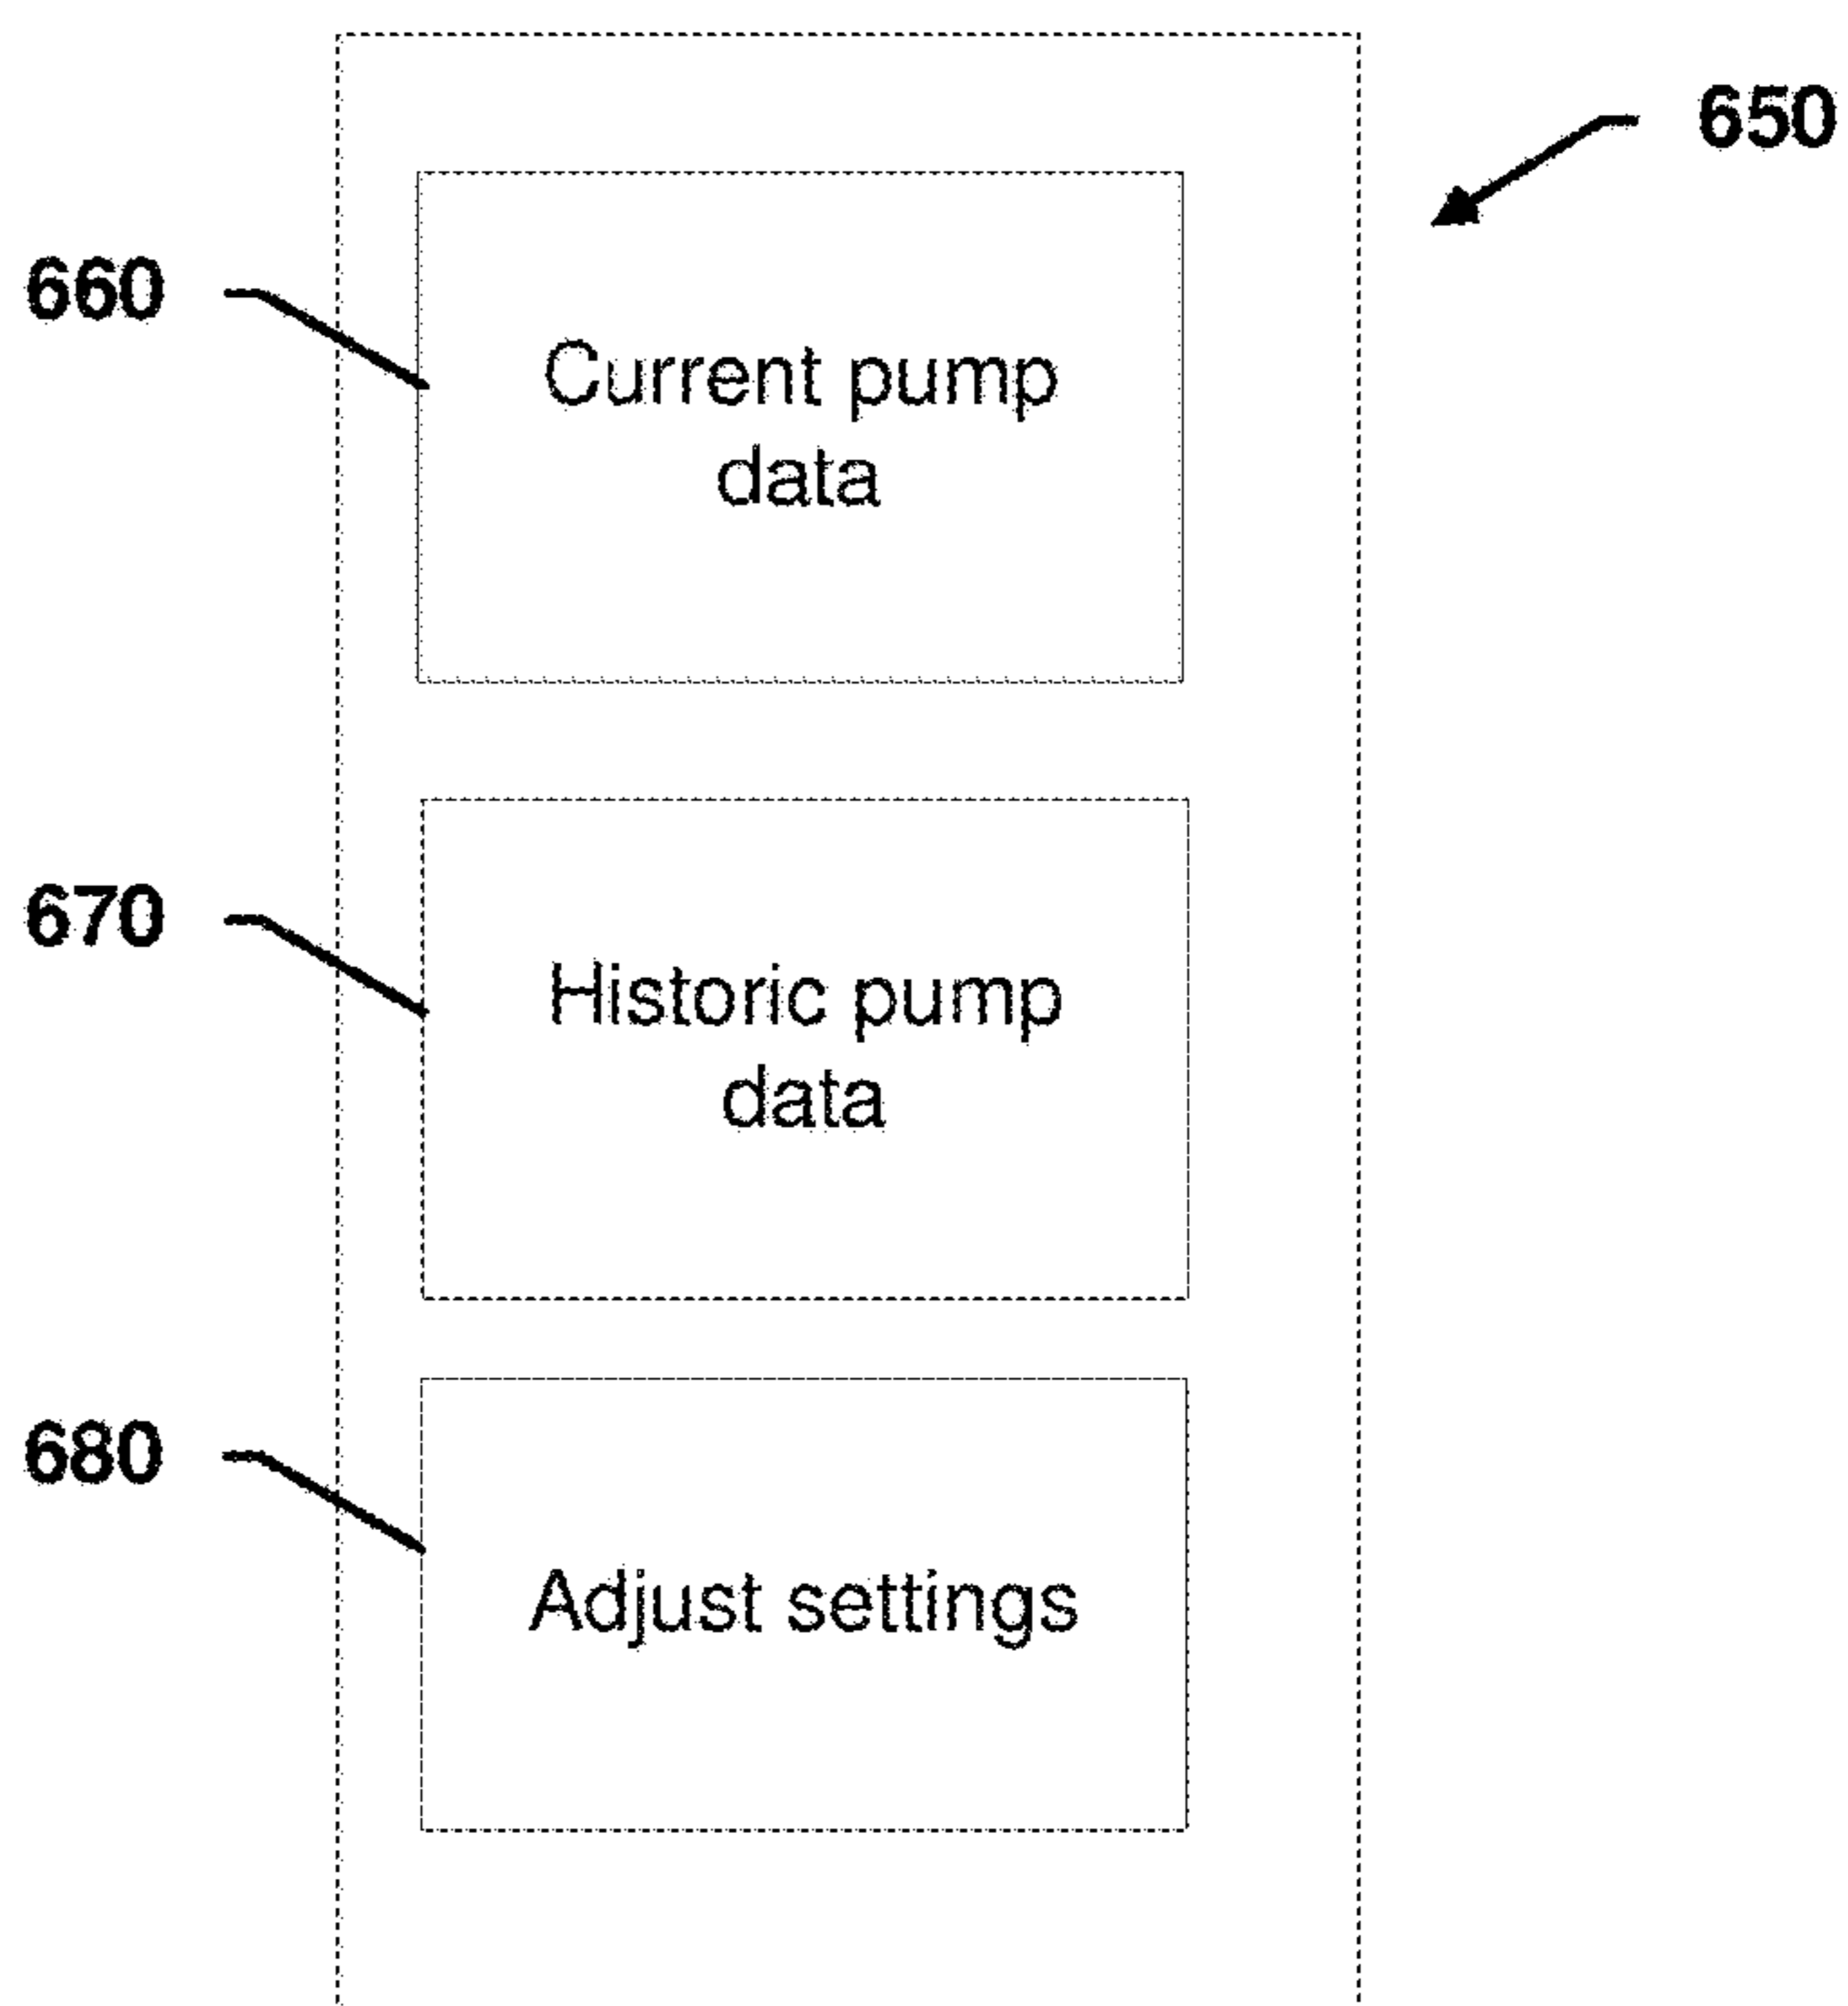 650
660
Current pump
data
670
Historic pump
data
680
Adjust settings